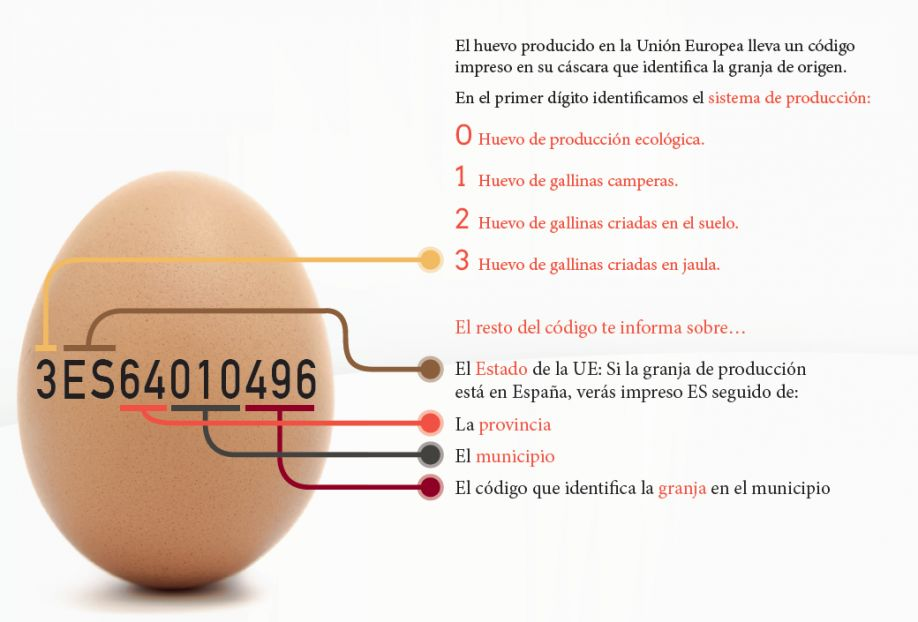 El huevo producido en la Unión Europea lleva un código
impreso en su cáscara que identifica la granja de origen.
En el primer dígito identificamos el sistema de producción:
0 Huevo de producción ecológica.
1 Huevo de gallinas camperas.
2 Huevo de gallinas criadas en el suelo.
3 Huevo de gallinas criadas en jaula.
El resto del código te informa sobre…
3ES64010496
El Estado de la UE: Si la granja de producción
está en España, verás impreso ES seguido de:
La provincia
El municipio
El código que identifica la granja en el municipio